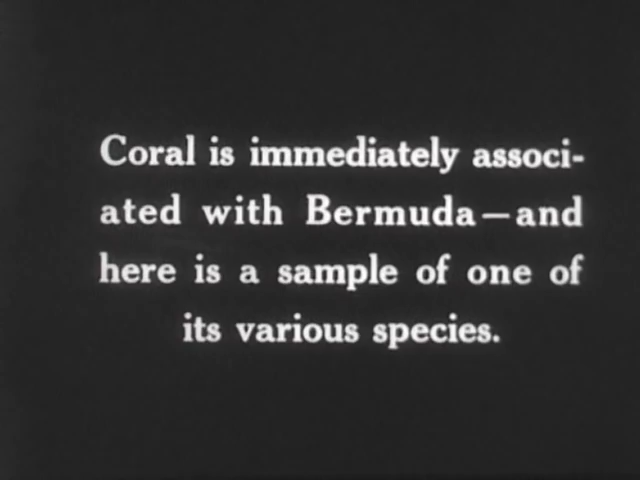 Coral is immediately associ-
ated with Bermuda—and
here is a sample of one of
its various species.